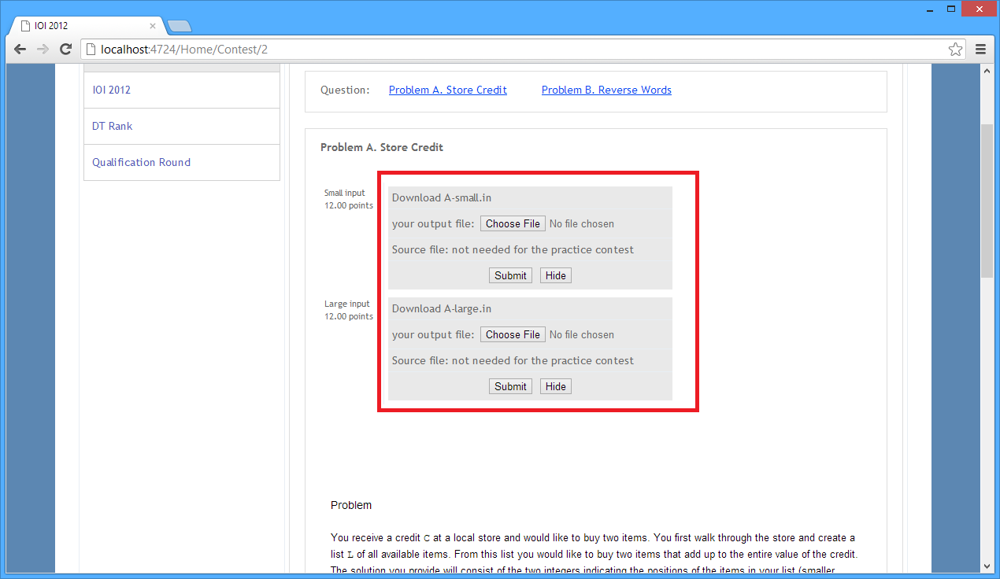 IOI 2012
localhost:4724/Home/Contest/2
IOI 2012
DT Rank
Qualification Round
Question: Problem A. Store Credit Problem B. Reverse Words
Problem A. Store Credit
Small input
12.00 points
Download A-small.in
your output file: Choose File No file chosen
Source file: not needed for the practice contest
Submit Hide
Large input
12.00 points
Download A-large.in
your output file: Choose File No file chosen
Source file: not needed for the practice contest
Submit Hide
Problem
You receive a credit C at a local store and would like to buy two items. You first walk through the store and create a
list L of all available items. From this list you would like to buy two items that add up to the entire value of the credit.
The solution you provide will consist of the two integers indicating the positions of the items in your list (smaller